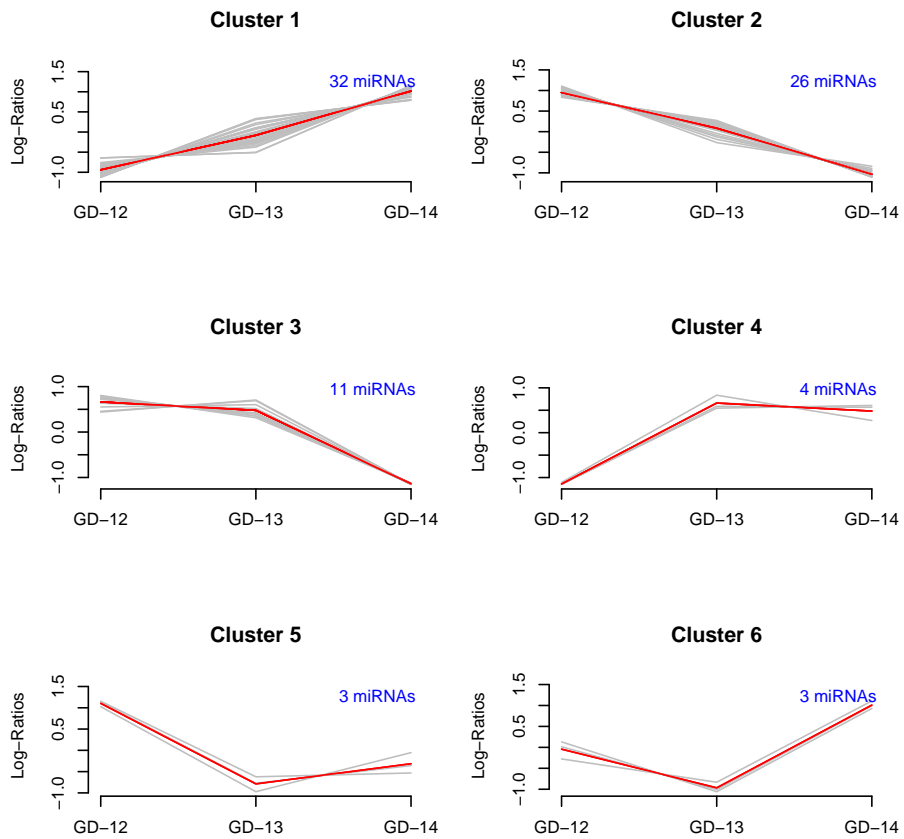 Cluster 1
Log−Ratios
1.5
0.5
−1.0
32 miRNAs
GD−12 GD−13 GD−14
Cluster 2
Log−Ratios
1.5
0.5
−1.0
26 miRNAs
GD−12 GD−13 GD−14
Cluster 3
Log−Ratios
1.0
0.0
−1.0
11 miRNAs
GD−12 GD−13 GD−14
Cluster 4
Log−Ratios
1.0
0.0
−1.0
4 miRNAs
GD−12 GD−13 GD−14
Cluster 5
Log−Ratios
1.5
0.5
−1.0
3 miRNAs
GD−12 GD−13 GD−14
Cluster 6
Log−Ratios
1.5
0.5
−1.0
3 miRNAs
GD−12 GD−13 GD−14